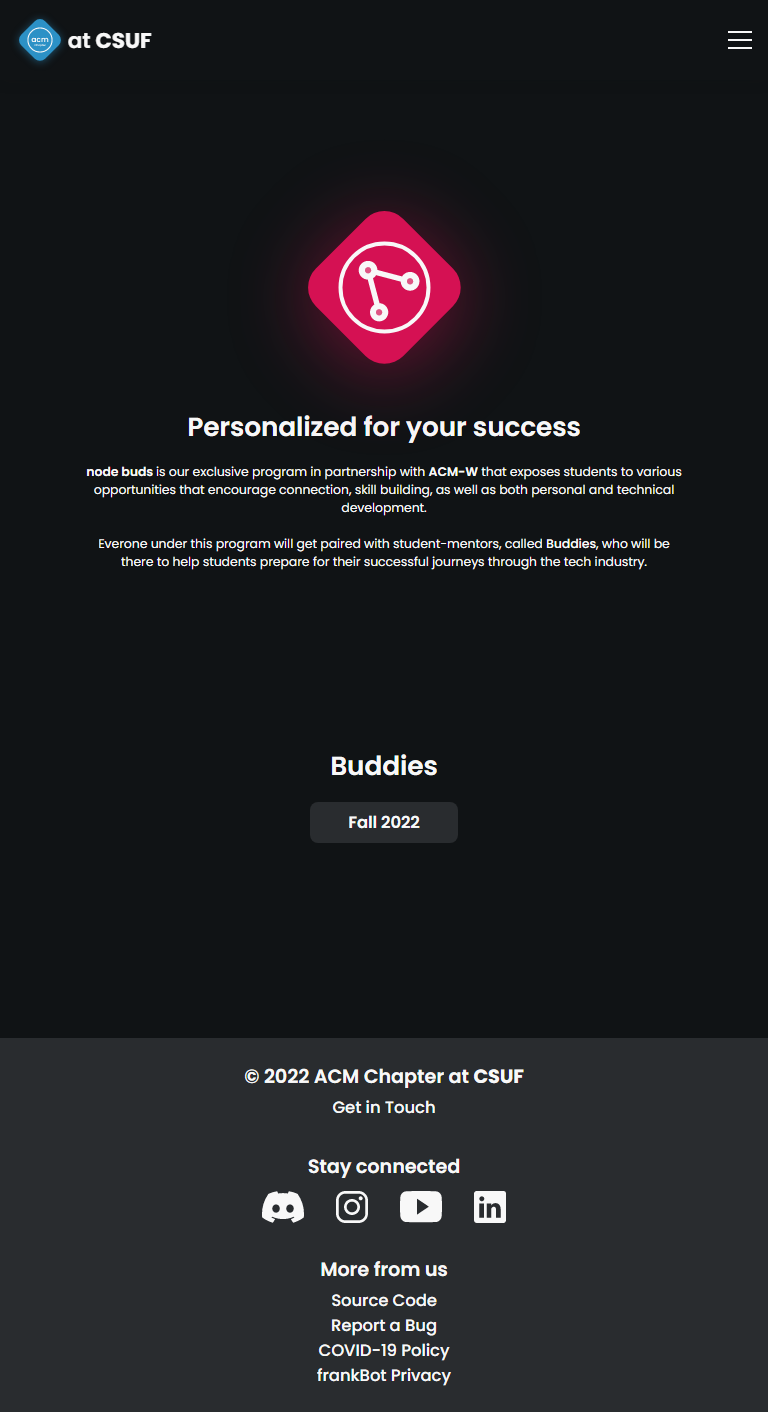 acm
at CSUF
Personalized for your success
node buds is our exclusive program in partnership with ACM-W that exposes students to various
opportunities that encourage connection, skill building, as well as both personal and technical
development.
Everone under this program will get paired with student-mentors, called Buddies, who will be
there to help students prepare for their successful journeys through the tech industry.
Buddies
Fall 2022
© 2022 ACM Chapter at CSUF
Get in Touch
Stay connected
More from us
Source Code
Report a Bug
COVID-19 Policy
frankBot Privacy